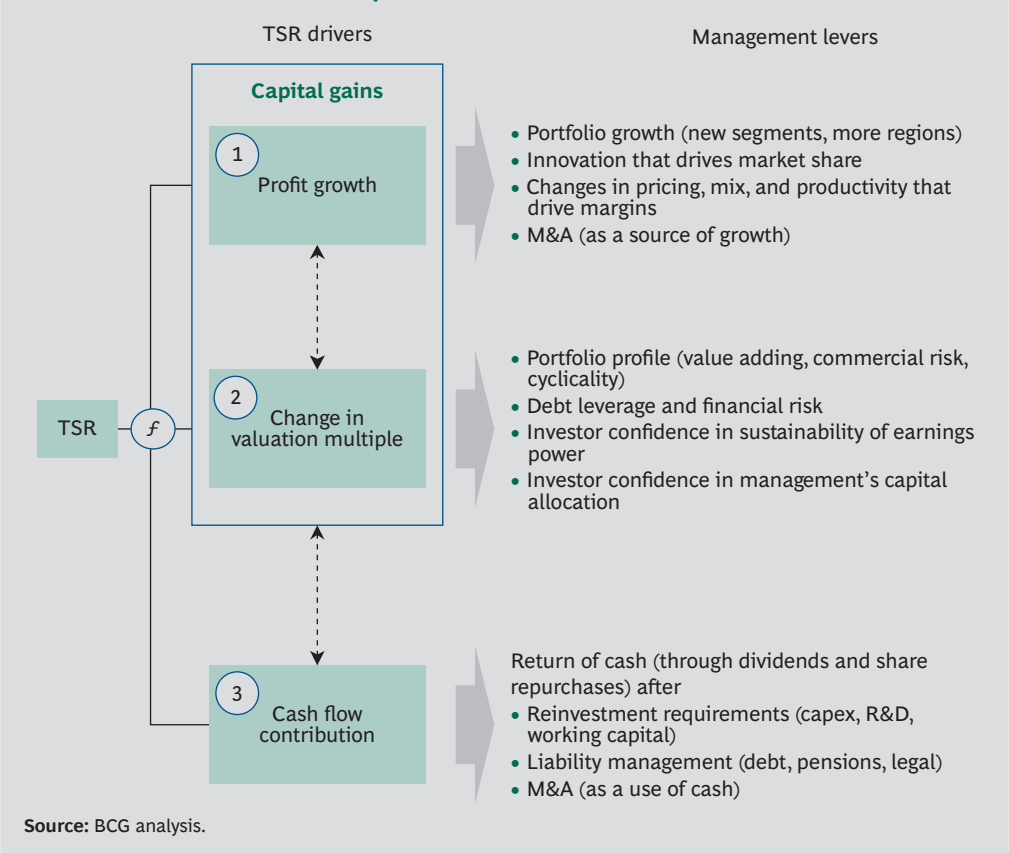 TSR drivers
Management levers
Capital gains
1
Profit growth
• Portfolio growth (new segments, more regions)
• Innovation that drives market share
• Changes in pricing, mix, and productivity that
drive margins
• M&A (as a source of growth)
TSR
f
2
Change in
valuation multiple
• Portfolio profile (value adding, commercial risk,
cyclicality)
• Debt leverage and financial risk
• Investor confidence in sustainability of earnings
power
• Investor confidence in management’s capital
allocation
3
Cash flow
contribution
Return of cash (through dividends and share
repurchases) after
• Reinvestment requirements (capex, R&D,
working capital)
• Liability management (debt, pensions, legal)
• M&A (as a use of cash)
Source: BCG analysis.